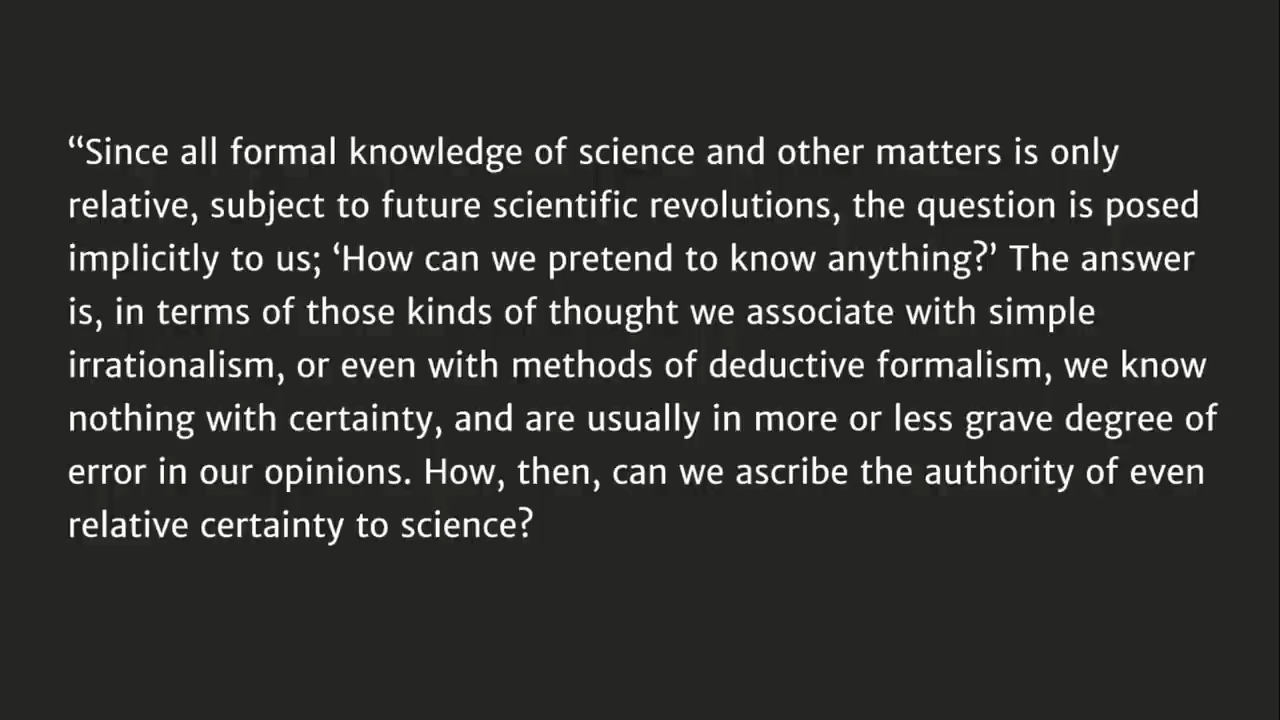 “Since all formal knowledge of science and other matters is only
relative, subject to future scientific revolutions, the question is posed
implicitly to us; ‘How can we pretend to know anything?’ The answer
is, in terms of those kinds of thought we associate with simple
irrationalism, or even with methods of deductive formalism, we know
nothing with certainty, and are usually in more or less grave degree of
error in our opinions. How, then, can we ascribe the authority of even
relative certainty to science?